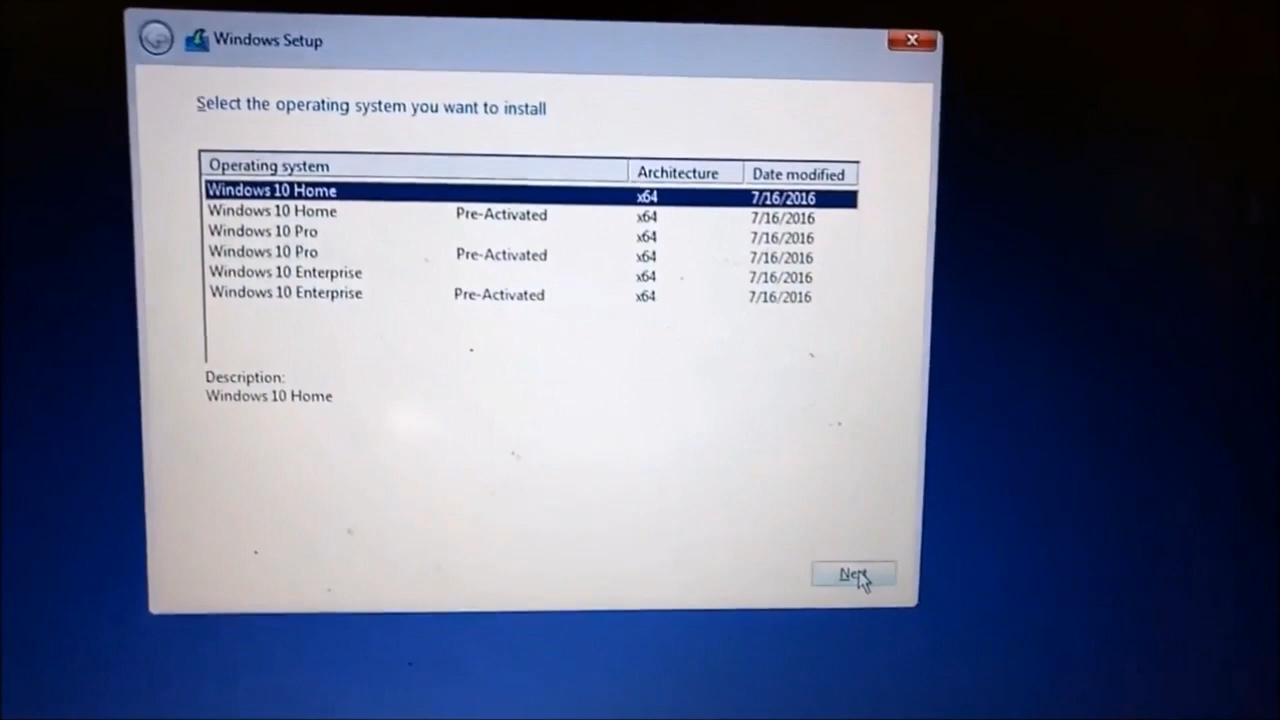 Windows Setup
Select the operating system you want to install
Operating system Architecture Date modified
Windows 10 Home x64 7/16/2016
Windows 10 Home Pre-Activated x64 7/16/2016
Windows 10 Pro x64 7/16/2016
Windows 10 Pro Pre-Activated x64 7/16/2016
Windows 10 Enterprise x64 7/16/2016
Windows 10 Enterprise Pre-Activated x64 7/16/2016
Description:
Windows 10 Home
Next